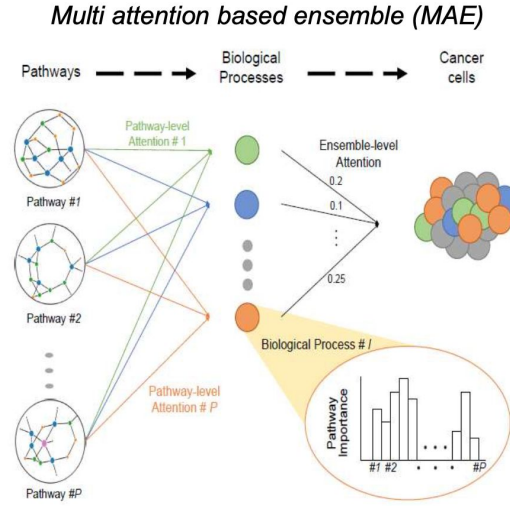 Multi attention based ensemble (MAE)
Pathways
Biological
Processes
Cancer
cells
Pathway-level
Attention # 1
Ensemble-level
Attention
0.2
0.1
0.25
Pathway #1
Pathway #2
Biological Process # I
Pathway-level
Attention # P
Pathway
Importance
#1 #2
#P
Pathway #P